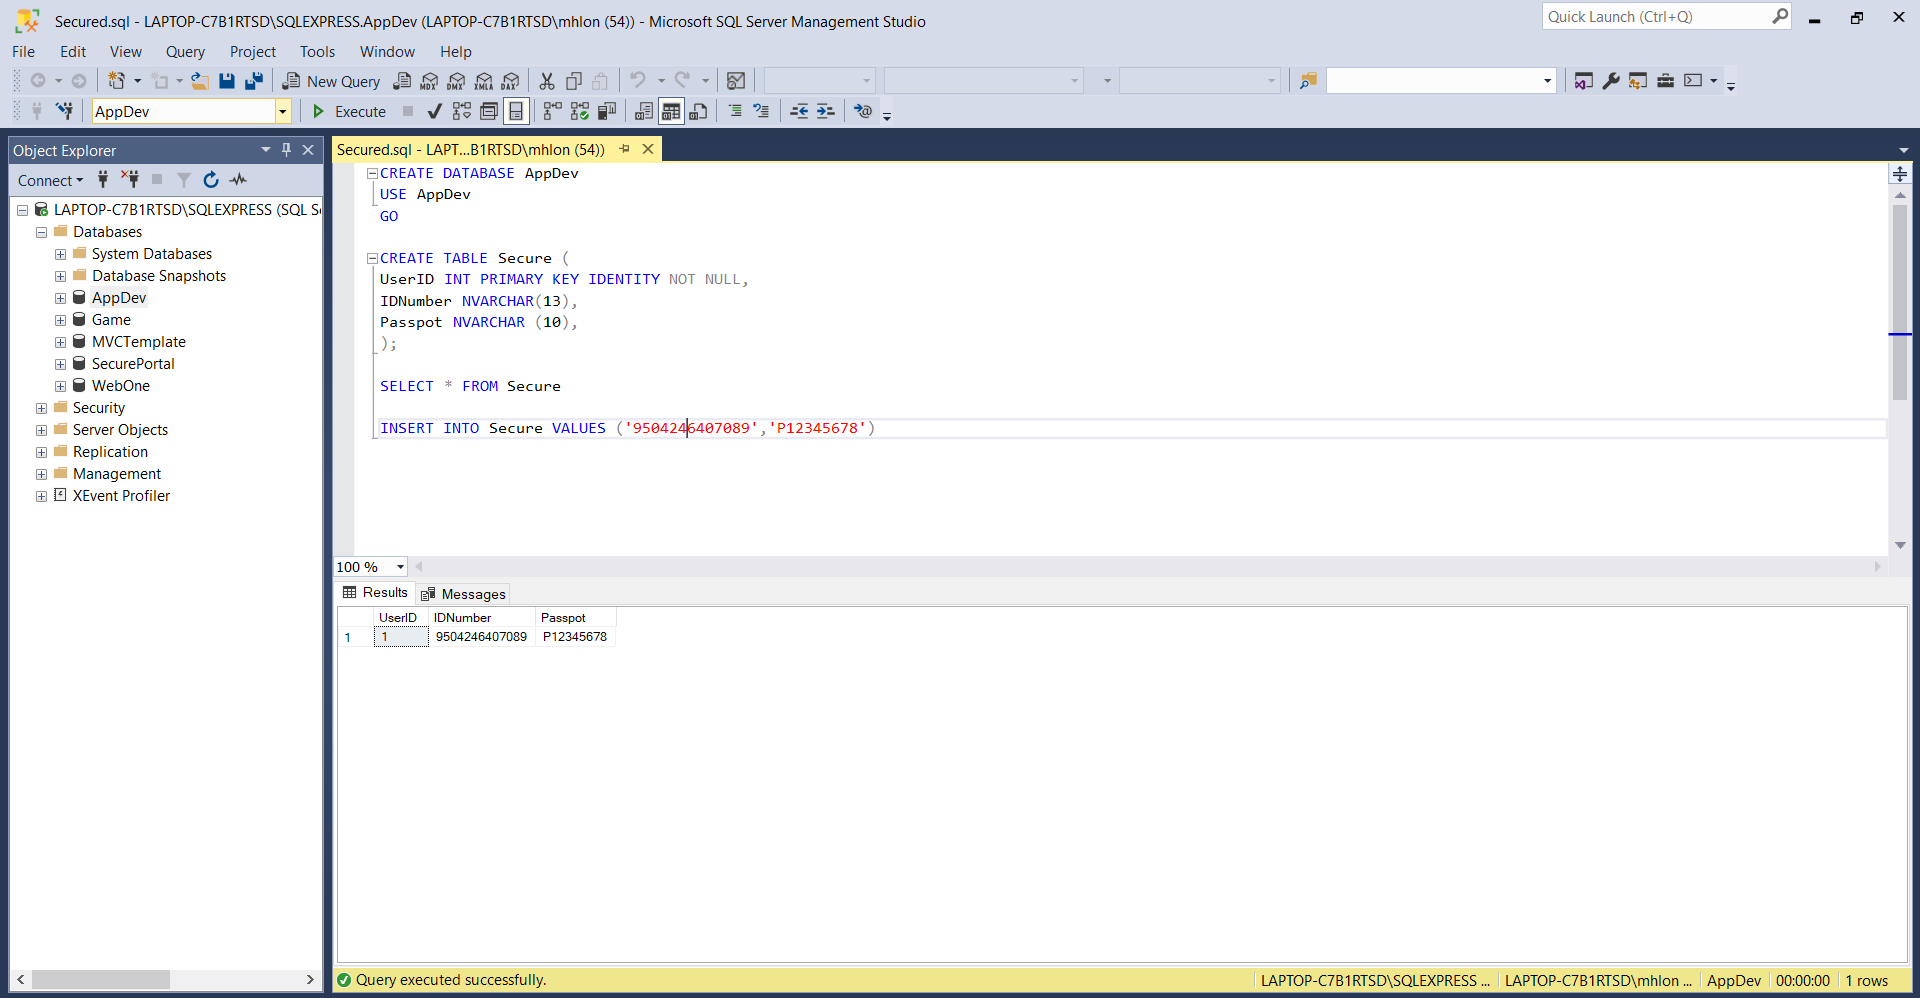 Secured.sql - LAPTOP-C7B1RTSD\SQLEXPRESS.AppDev (LAPTOP-C7B1RTSD\mhlon (54)) - Microsoft SQL Server Management Studio
Quick Launch (Ctrl+Q)
File Edit View Query Project Tools Window Help
New Query MDX DMX XMLA DAX
AppDev Execute
Object Explorer
Connect
LAPTOP-C7B1RTSD\SQLEXPRESS (SQL S
Databases
System Databases
Database Snapshots
AppDev
Game
MVCTemplate
SecurePortal
WebOne
Security
Server Objects
Replication
Management
XEvent Profiler
Secured.sql - LAPT...B1RTSD\mhlon (54))
CREATE DATABASE AppDev
USE AppDev
GO
CREATE TABLE Secure (
UserID INT PRIMARY KEY IDENTITY NOT NULL,
IDNumber NVARCHAR(13),
Passpot NVARCHAR (10),
);
SELECT * FROM Secure
INSERT INTO Secure VALUES ('9504246407089','P12345678')
100 %
Results Messages
UserID IDNumber Passpot
1 1 9504246407089 P12345678
Query executed successfully. LAPTOP-C7B1RTSD\SQLEXPRESS ... LAPTOP-C7B1RTSD\mhlon ... AppDev 00:00:00 1 rows